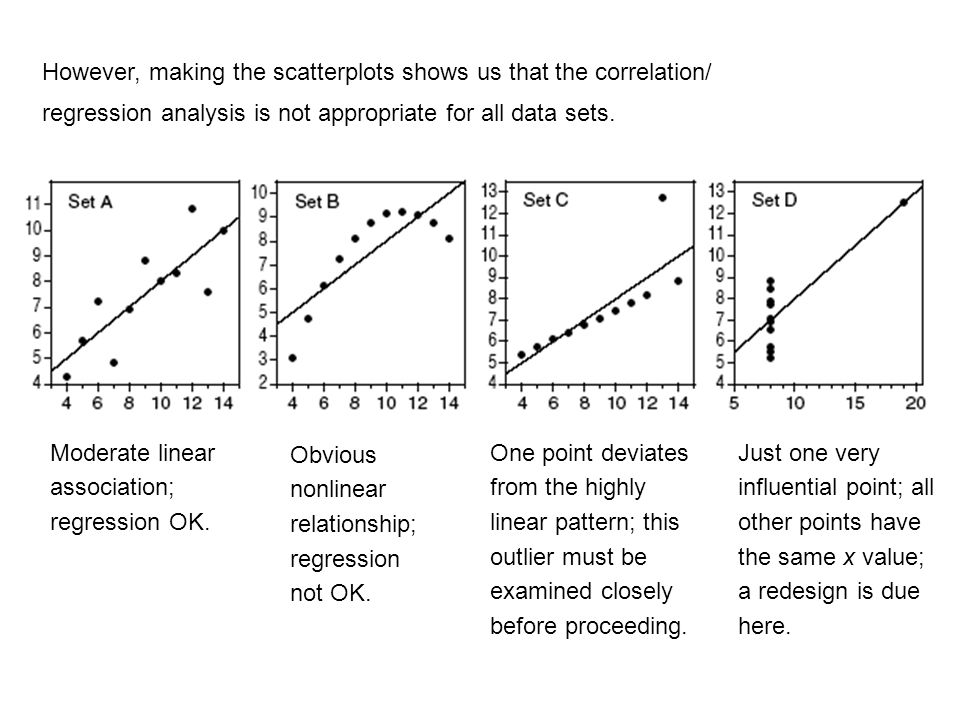 However, making the scatterplots shows us that the correlation/
regression analysis is not appropriate for all data sets.
Set A
11
10
9
8
7
6
5
4
4 6 8 10 12 14
Set B
10
9
8
7
6
5
4
3
2
4 6 8 10 12 14
Set C
13
12
11
10
9
8
7
6
5
4
4 6 8 10 12 14
Set D
13
12
11
10
9
8
7
6
5
4
5 10 15 20
Moderate linear
association;
regression OK.
Obvious
nonlinear
relationship;
regression
not OK.
One point deviates
from the highly
linear pattern; this
outlier must be
examined closely
before proceeding.
Just one very
influential point; all
other points have
the same x value;
a redesign is due
here.